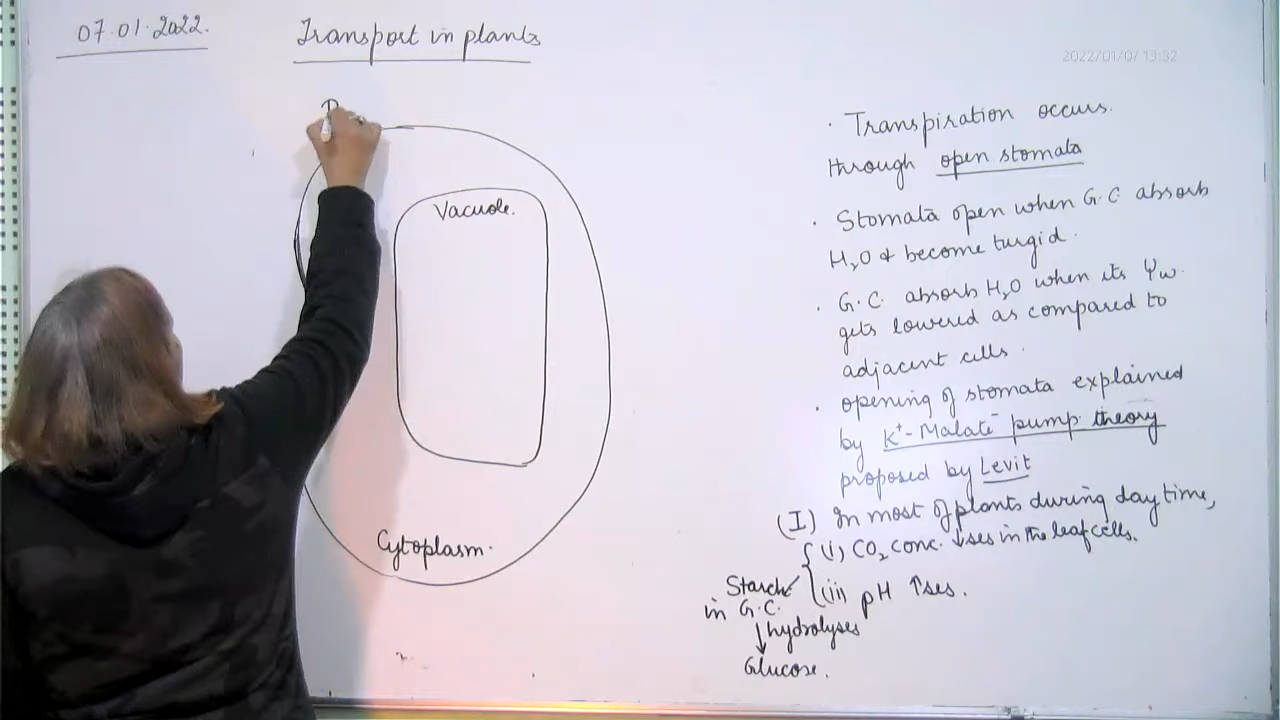 07.01.2022.
Transport in plants
2022/01/07 13:32
Vacuole.
Cytoplasm.
· Transpiration occurs.
through open stomata
· Stomata open when G.C absorb
H2O & become turgid.
· G.C. absorb H2O when its Ψw.
gets lowered as compared to
adjacent cells.
· opening of stomata explained
by K+-Malate pump theory
proposed by Levit
(I) In most of plants during day time,
(i) CO2 conc. ↓ses in the leaf cells.
(ii) pH ↑ses.
Starch
in G.C.
↓ hydrolyses
Glucose.